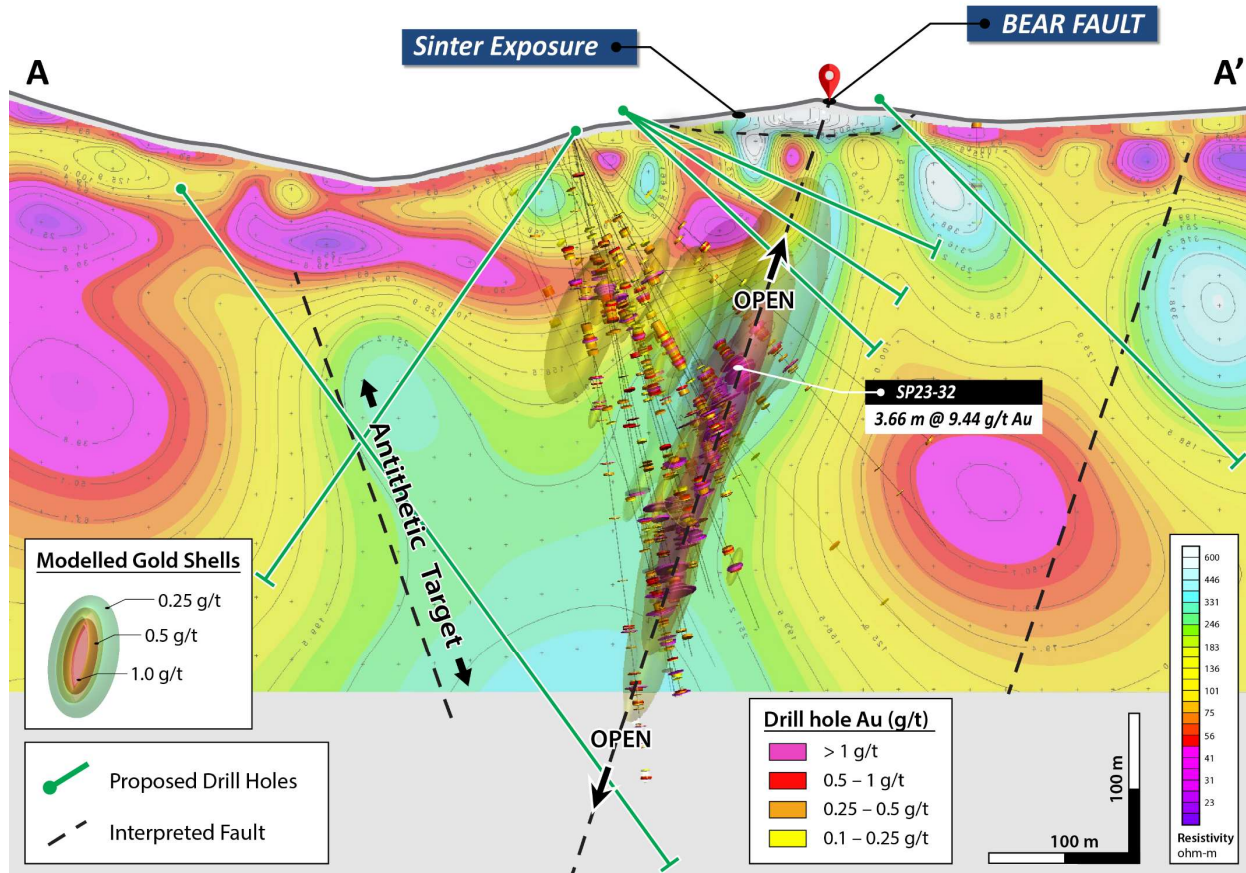 Sinter Exposure
BEAR FAULT
A
A’
OPEN
SP23-32
3.66 m @ 9.44 g/t Au
Antithetic Target
OPEN
Modelled Gold Shells
0.25 g/t
0.5 g/t
1.0 g/t
Proposed Drill Holes
Interpreted Fault
Drill hole Au (g/t)
> 1 g/t
0.5 – 1 g/t
0.25 – 0.5 g/t
0.1 – 0.25 g/t
100 m
100 m
600
446
331
246
183
136
101
75
56
41
31
23
Resistivity
ohm-m